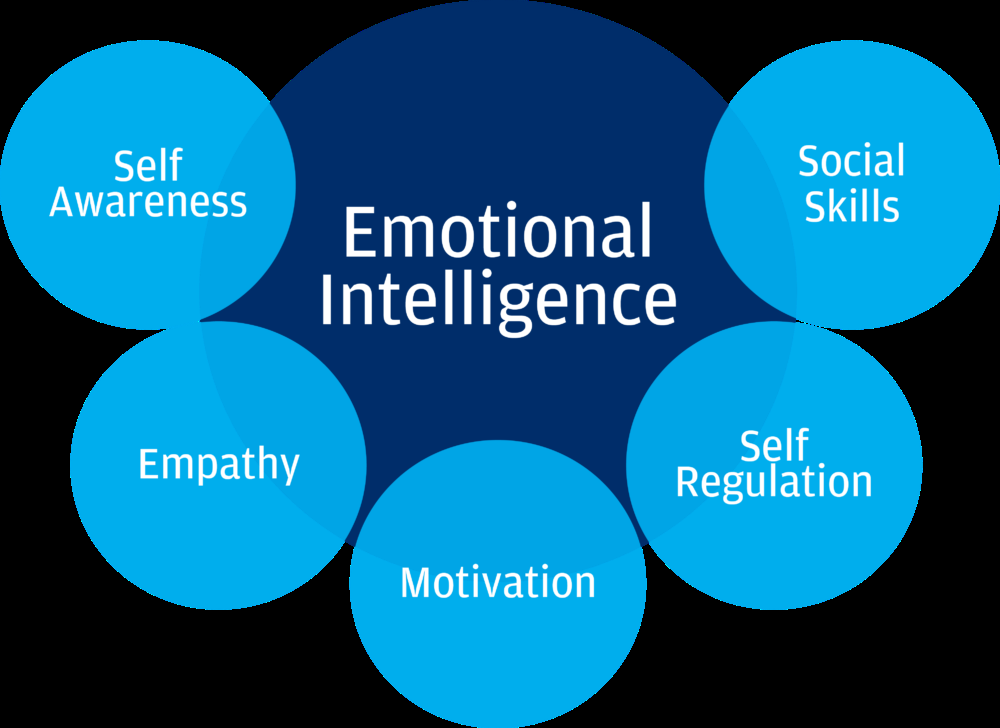 Self
Awareness
Social
Skills
Emotional
Intelligence
Empathy
Self
Regulation
Motivation